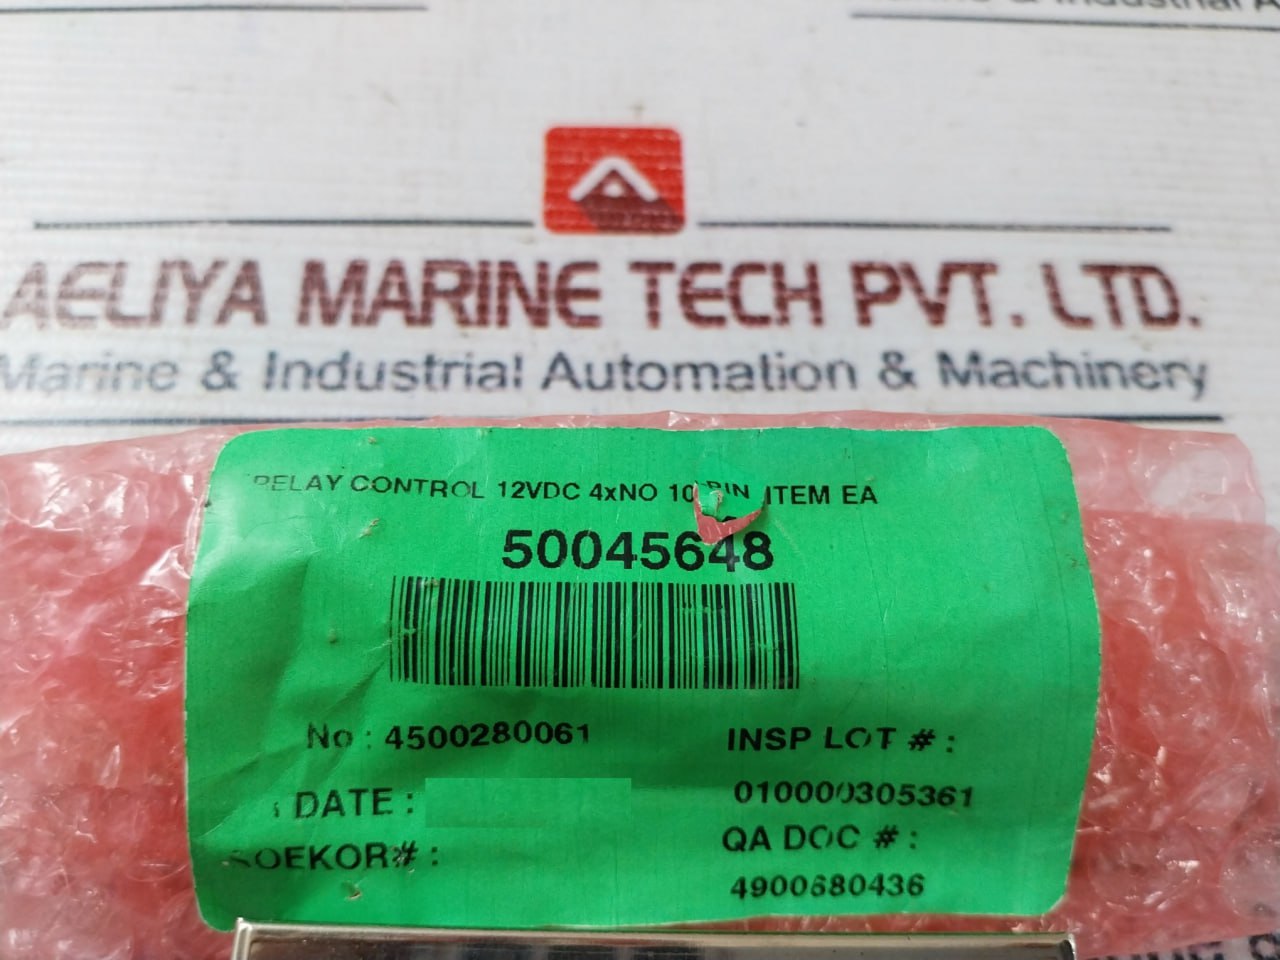 AELIYA MARINE TECH PVT. LTD.
Marine & Industrial Automation & Machinery
RELAY CONTROL 12VDC 4xNO 10 PIN ITEM EA
50045648
No : 4500280061
INSP LOT # :
DATE :
010000305361
QA DOC # :
4900680436